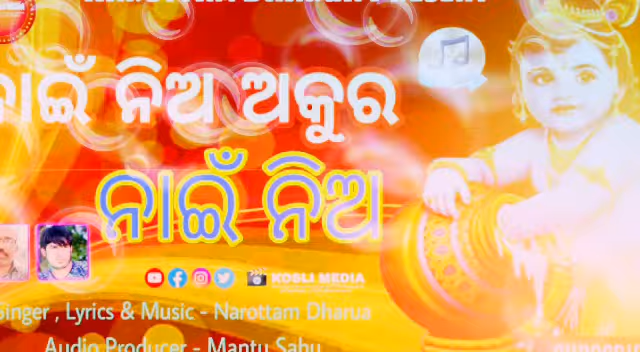 ନାଇଁ ନିଅ ଅକୁର
ନାଇଁ ନିଅ
KOSLI MEDIA
Singer , Lyrics & Music - Narottam Dharua
Audio Producer - Mantu Sahu